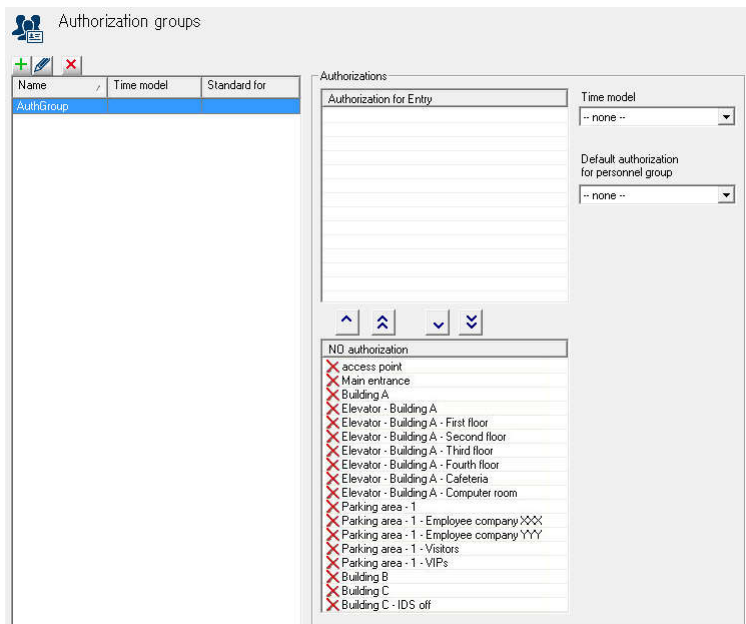 Authorization groups
Name Time model Standard for
AuthGroup
Authorizations
Authorization for Entry
Time model
-- none --
Default authorization
for personnel group
-- none --
NO authorization
access point
Main entrance
Building A
Elevator - Building A
Elevator - Building A - First floor
Elevator - Building A - Second floor
Elevator - Building A - Third floor
Elevator - Building A - Fourth floor
Elevator - Building A - Cafeteria
Elevator - Building A - Computer room
Parking area - 1
Parking area - 1 - Employee company XXX
Parking area - 1 - Employee company YYY
Parking area - 1 - Visitors
Parking area - 1 - VIPs
Building B
Building C
Building C - IDS off